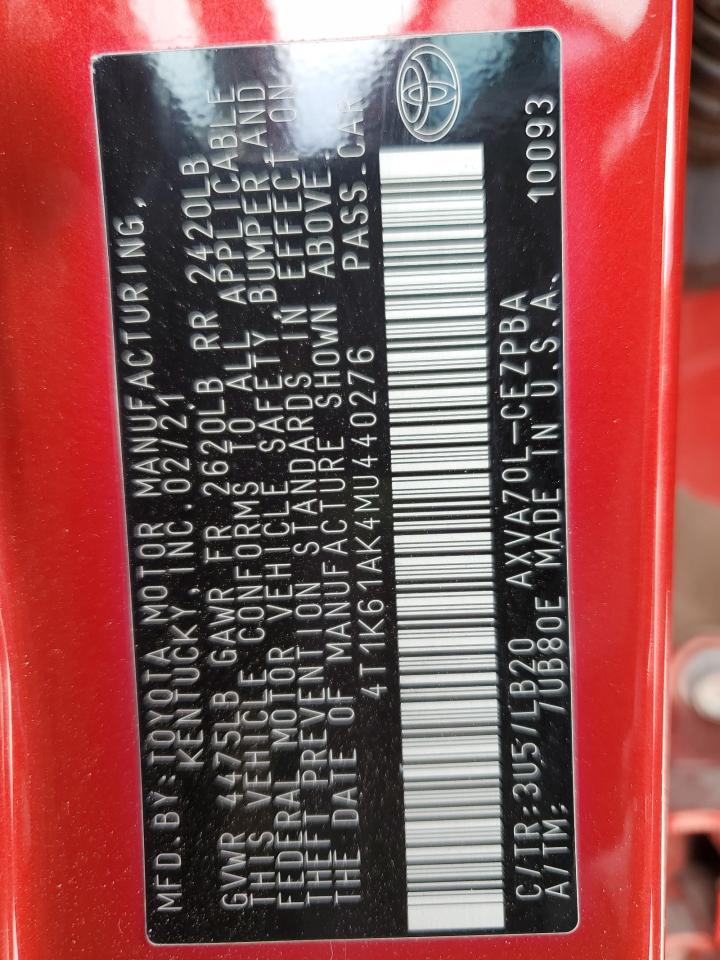 MFD.BY:TOYOTA MOTOR MANUFACTURING,
KENTUCKY, INC.02/21
GVWR 4475LB GAWR FR 2620LB RR 2420LB
THIS VEHICLE CONFORMS TO ALL APPLICABLE
FEDERAL MOTOR VEHICLE SAFETY, BUMPER AND
THEFT PREVENTION STANDARDS IN EFFECT ON
THE DATE OF MANUFACTURE SHOWN ABOVE.
4T1K61AK4MU440276 PASS.CAR
C/TR:3U5/LB20 AXVA70L-CEZPBA 10093
A/TM: /UB80E MADE IN U.S.A.